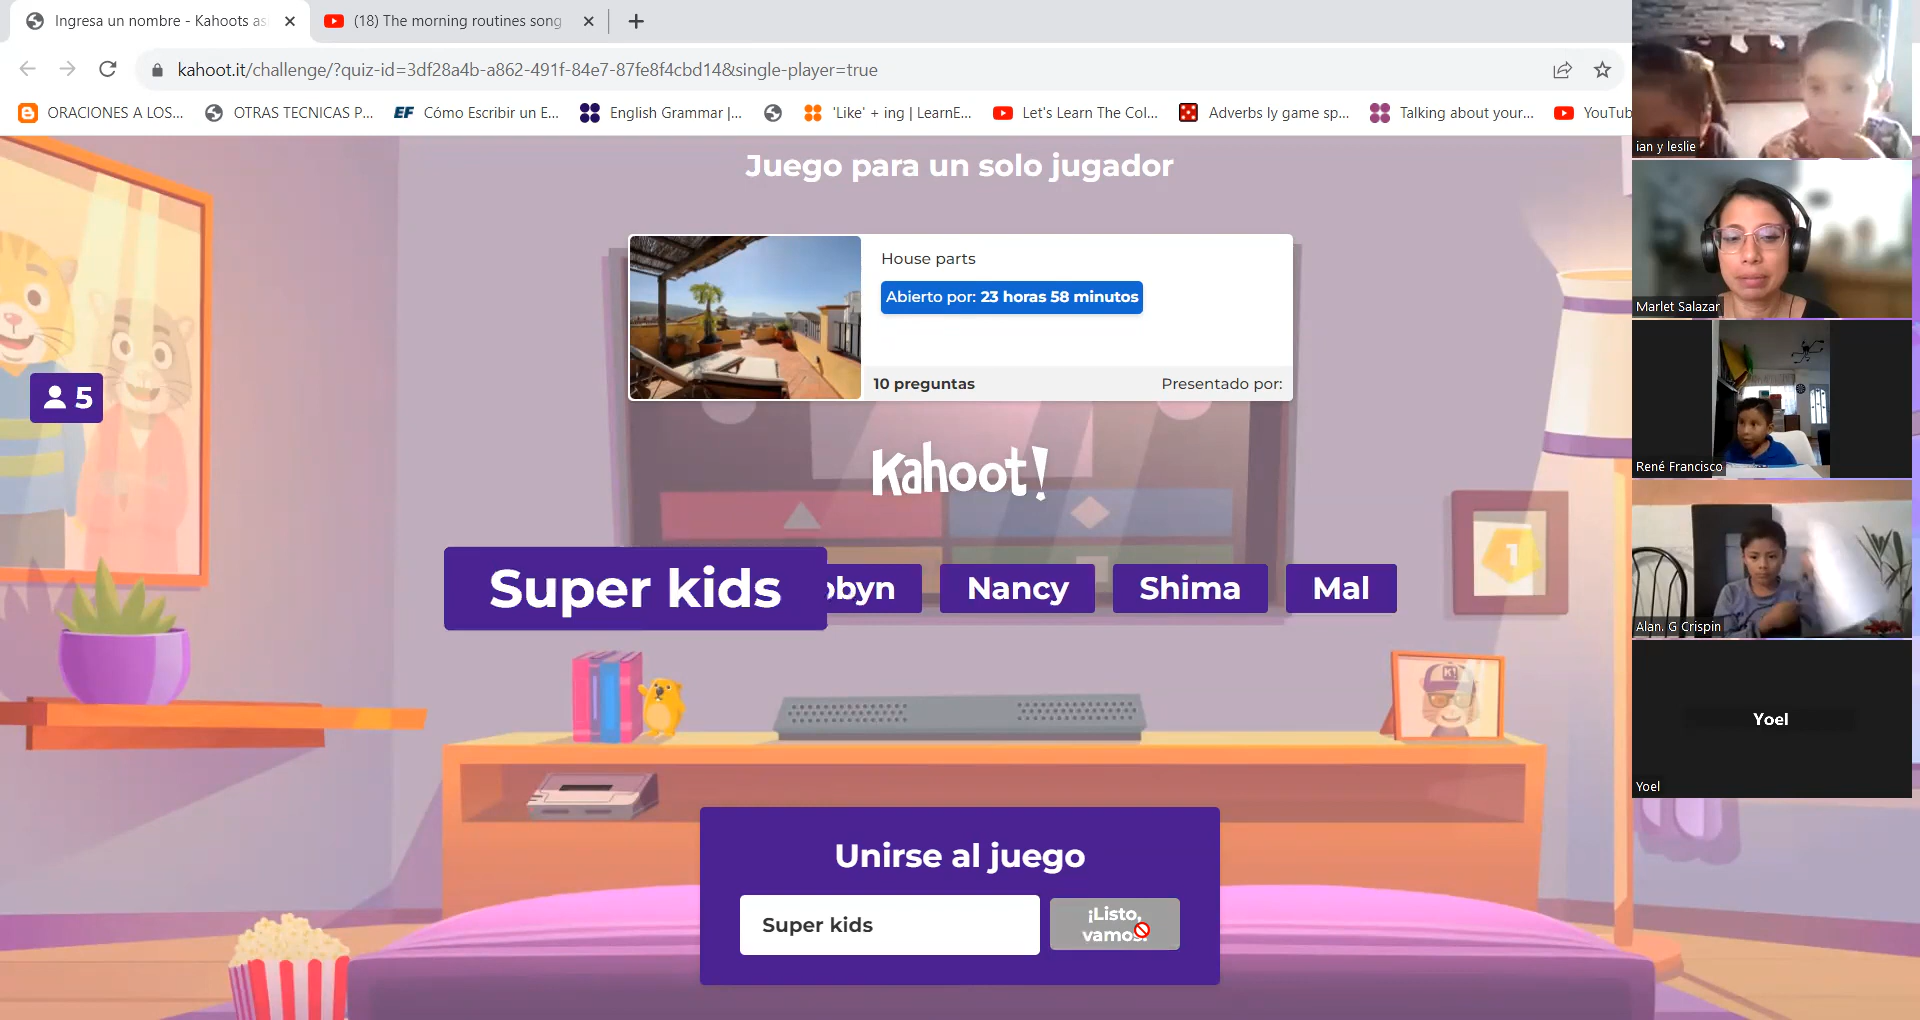 Ingresa un nombre - Kahoots as
(18) The morning routines song
kahoot.it/challenge/?quiz-id=3df28a4b-a862-491f-84e7-87fe8f4cbd14&single-player=true
ORACIONES A LOS...
OTRAS TECNICAS P...
EF
Cómo Escribir un E...
English Grammar |...
'Like' + ing | LearnE...
Let's Learn The Col...
Adverbs ly game sp...
Talking about your...
YouTub
Juego para un solo jugador
House parts
Abierto por: 23 horas 58 minutos
10 preguntas
Presentado por:
5
Kahoot!
Super kids
obyn
Nancy
Shima
Mal
1
K!
Unirse al juego
Super kids
¡Listo,
vamos!
ian y leslie
Marlet Salazar
René Francisco
Alan. G Crispin
Yoel
Yoel